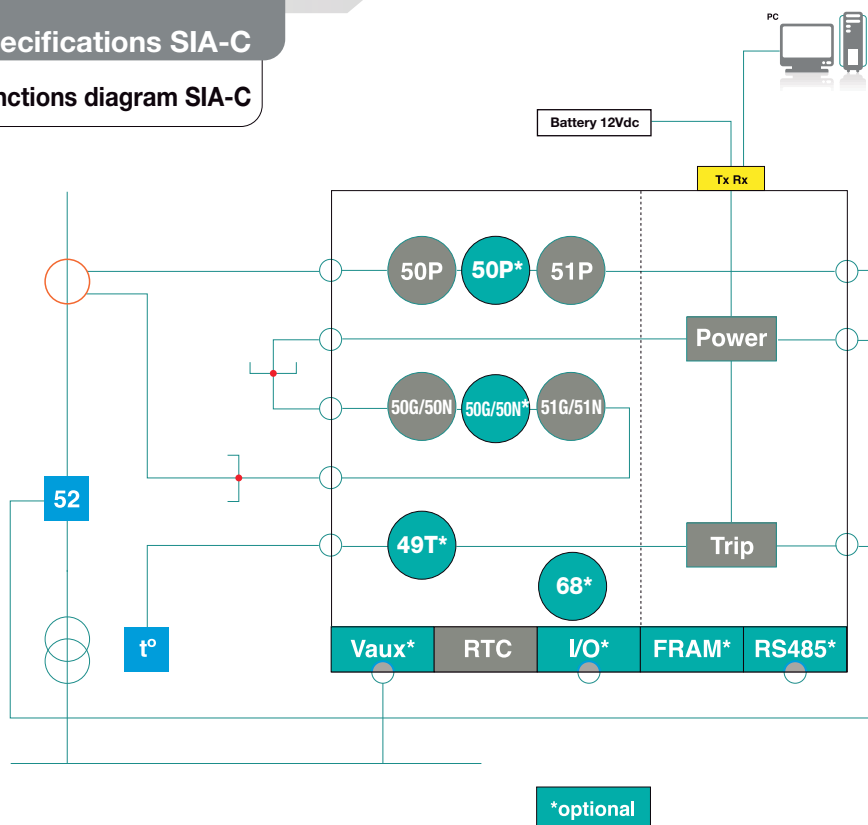 ecifications SIA-C
nctions diagram SIA-C
PC
Battery 12Vdc
Tx Rx
50P 50P* 51P
Power
50G/50N 50G/50N* 51G/51N
52
49T*
Trip
68*
tº
Vaux* RTC I/O* FRAM* RS485*
*optional